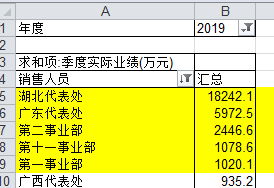 A B
1 年度 2019
2
3 求和项:季度实际业绩(万元)
4 销售人员 汇总
5 湖北代表处 18242.1
6 广东代表处 5972.5
7 第二事业部 2446.6
8 第十一事业部 1078.6
9 第一事业部 1020.1
10 广西代表处 935.2